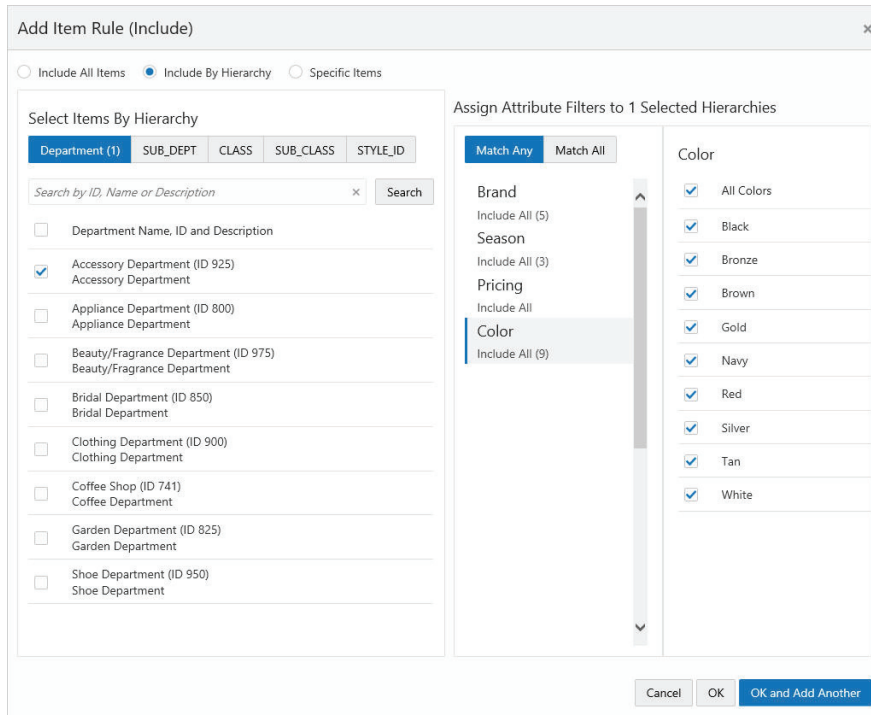 Add Item Rule (Include)
×
Include All Items Include By Hierarchy Specific Items
Select Items By Hierarchy
Department (1) SUB_DEPT CLASS SUB_CLASS STYLE_ID
Search by ID, Name or Description × Search
Department Name, ID and Description
Accessory Department (ID 925)
Accessory Department
Appliance Department (ID 800)
Appliance Department
Beauty/Fragrance Department (ID 975)
Beauty/Fragrance Department
Bridal Department (ID 850)
Bridal Department
Clothing Department (ID 900)
Clothing Department
Coffee Shop (ID 741)
Coffee Department
Garden Department (ID 825)
Garden Department
Shoe Department (ID 950)
Shoe Department
Assign Attribute Filters to 1 Selected Hierarchies
Match Any Match All
Brand
Include All (5)
Season
Include All (3)
Pricing
Include All
Color
Include All (9)
Color
All Colors
Black
Bronze
Brown
Gold
Navy
Red
Silver
Tan
White
Cancel OK OK and Add Another